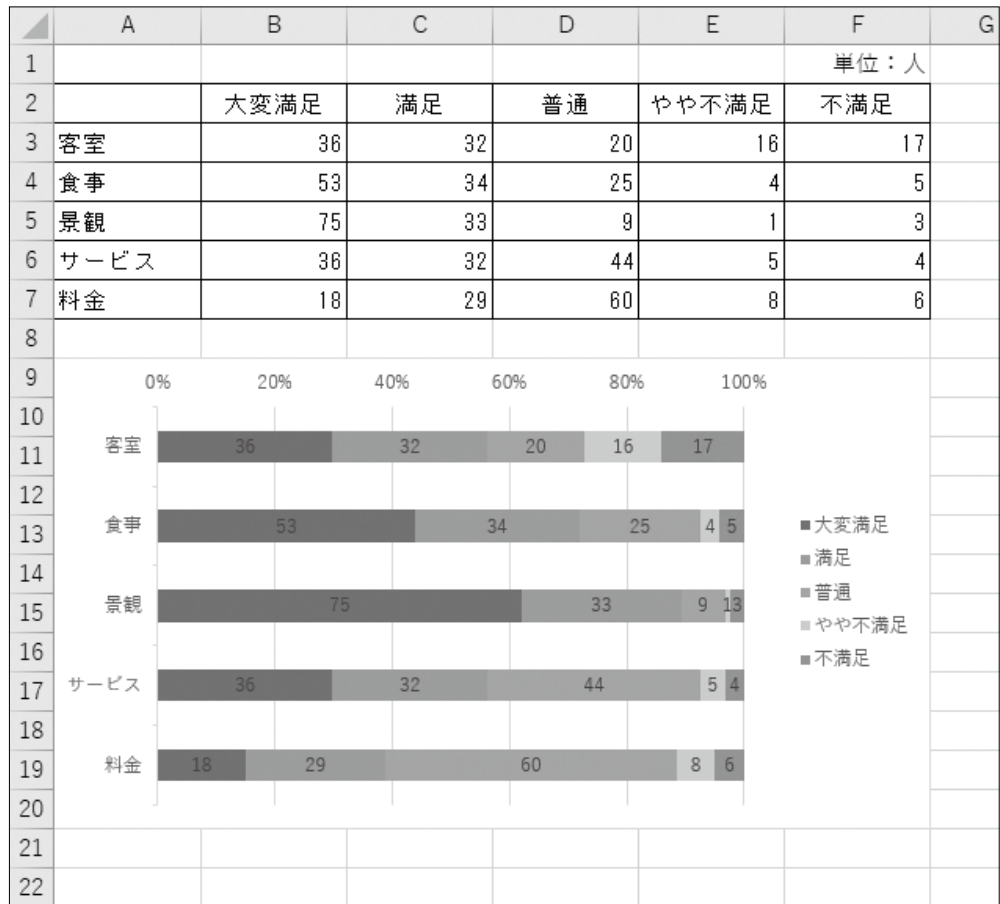 A B C D E F G
1 単位：人
2 大変満足 満足 普通 やや不満足 不満足
3 客室 36 32 20 16 17
4 食事 53 34 25 4 5
5 景観 75 33 9 1 3
6 サービス 36 32 44 5 4
7 料金 18 29 60 8 6
8
9 0% 20% 40% 60% 80% 100%
10
11 客室 36 32 20 16 17
12
13 食事 53 34 25 4 5 ■大変満足
14 ■満足
15 景観 75 33 9 1 3 ■普通
16 ■やや不満足
17 サービス 36 32 44 5 4 ■不満足
18
19 料金 18 29 60 8 6
20
21
22